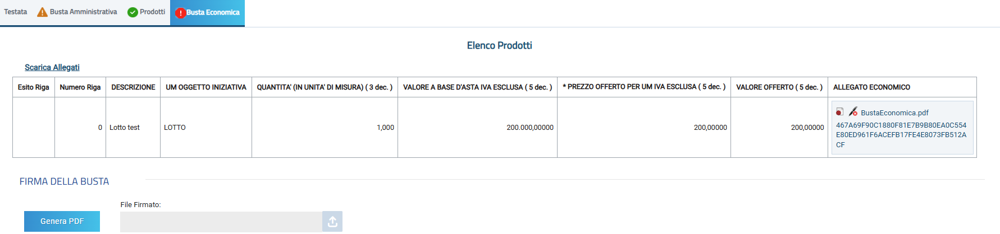 Testata Busta Amministrativa Prodotti Busta Economica
Elenco Prodotti
Scarica Allegati
Esito Riga Numero Riga DESCRIZIONE UM OGGETTO INIZIATIVA QUANTITA' (IN UNITA' DI MISURA) ( 3 dec. ) VALORE A BASE D'ASTA IVA ESCLUSA ( 5 dec. ) * PREZZO OFFERTO PER UM IVA ESCLUSA ( 5 dec. ) VALORE OFFERTO ( 5 dec. ) ALLEGATO ECONOMICO
0 Lotto test LOTTO 1,000 200.000,00000 200,00000 200,00000 BustaEconomica.pdf
467A69F90C1880F81E7B9B80EA0C554
E80ED961F6ACEFB17FE4E8073FB512A
CF
FIRMA DELLA BUSTA
File Firmato:
Genera PDF